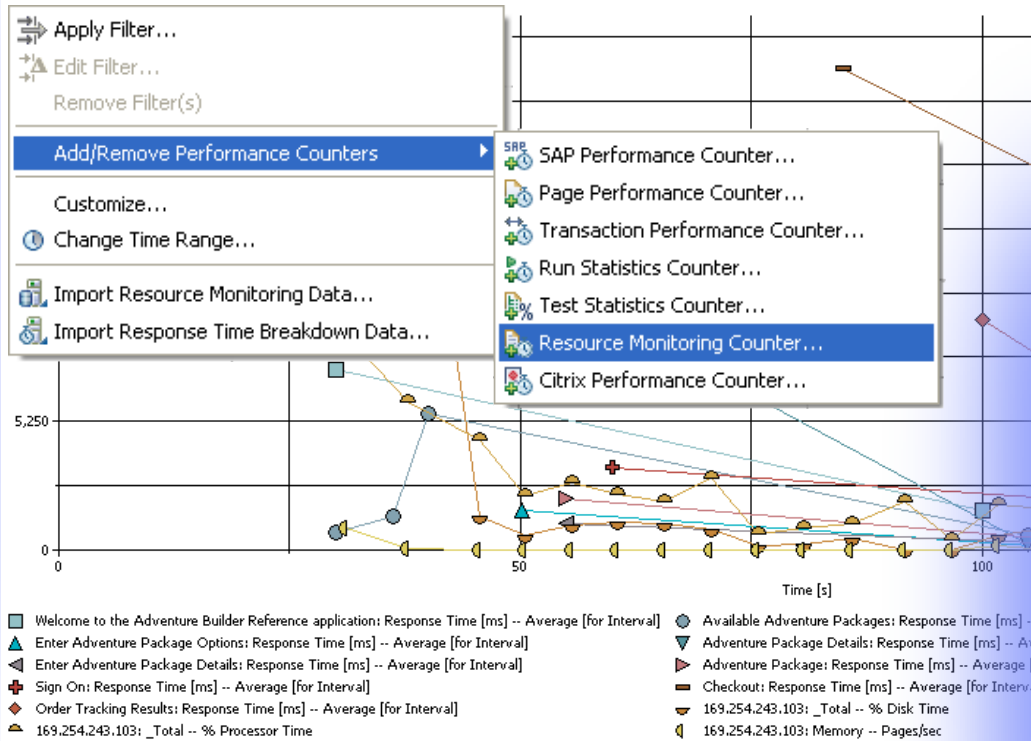 Apply Filter...
Edit Filter...
Remove Filter(s)
Add/Remove Performance Counters
Customize...
Change Time Range...
Import Resource Monitoring Data...
Import Response Time Breakdown Data...
SAP Performance Counter...
Page Performance Counter...
Transaction Performance Counter...
Run Statistics Counter...
Test Statistics Counter...
Resource Monitoring Counter...
Citrix Performance Counter...
5,250
0
0
50
100
Time [s]
Welcome to the Adventure Builder Reference application: Response Time [ms] -- Average [for Interval]
Enter Adventure Package Options: Response Time [ms] -- Average [for Interval]
Enter Adventure Package Details: Response Time [ms] -- Average [for Interval]
Sign On: Response Time [ms] -- Average [for Interval]
Order Tracking Results: Response Time [ms] -- Average [for Interval]
169.254.243.103: _Total -- % Processor Time
Available Adventure Packages: Response Time [ms] --
Adventure Package Details: Response Time [ms] --
Adventure Package: Response Time [ms] -- Average
Checkout: Response Time [ms] -- Average [for Interval
169.254.243.103: _Total -- % Disk Time
169.254.243.103: Memory -- Pages/sec